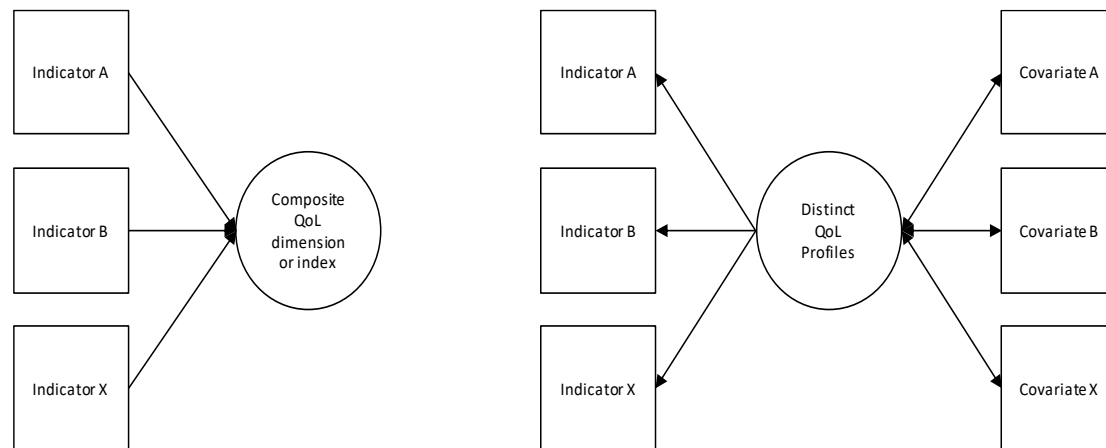 Indicator A
Indicator B
Indicator X
Composite
QoL
dimension
or index
Indicator A
Indicator B
Indicator X
Distinct
QoL
Profiles
Covariate A
Covariate B
Covariate X